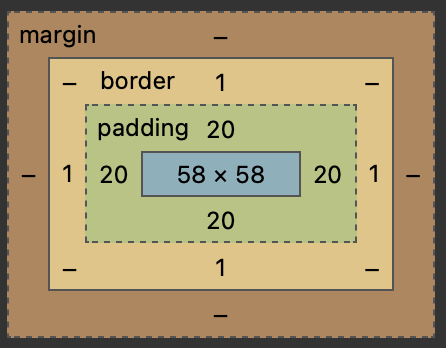 margin –
– border 1 –
padding 20
– 1 20 58 × 58 20 1 –
20
– 1 –
–